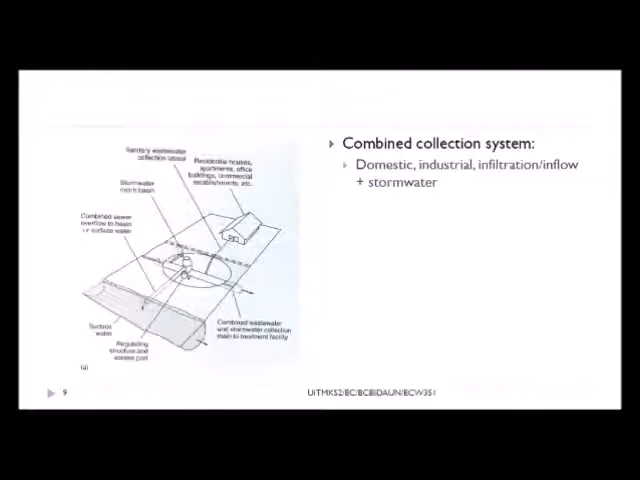 Combined collection system:
Domestic, industrial, infiltration/inflow
+ stormwater
Sanitary wastewater
collection lateral
Residential houses,
apartments, office
buildings, commercial
establishments, etc.
Stormwater
catch basin
Combined sewer
overflow to basin
or surface water
Surface
water
Regulating
structure and
access port
Combined wastewater
and stormwater collection
main to treatment facility
(a)
9
UiTMKS2/EC/BCBIDAUN/ECW351